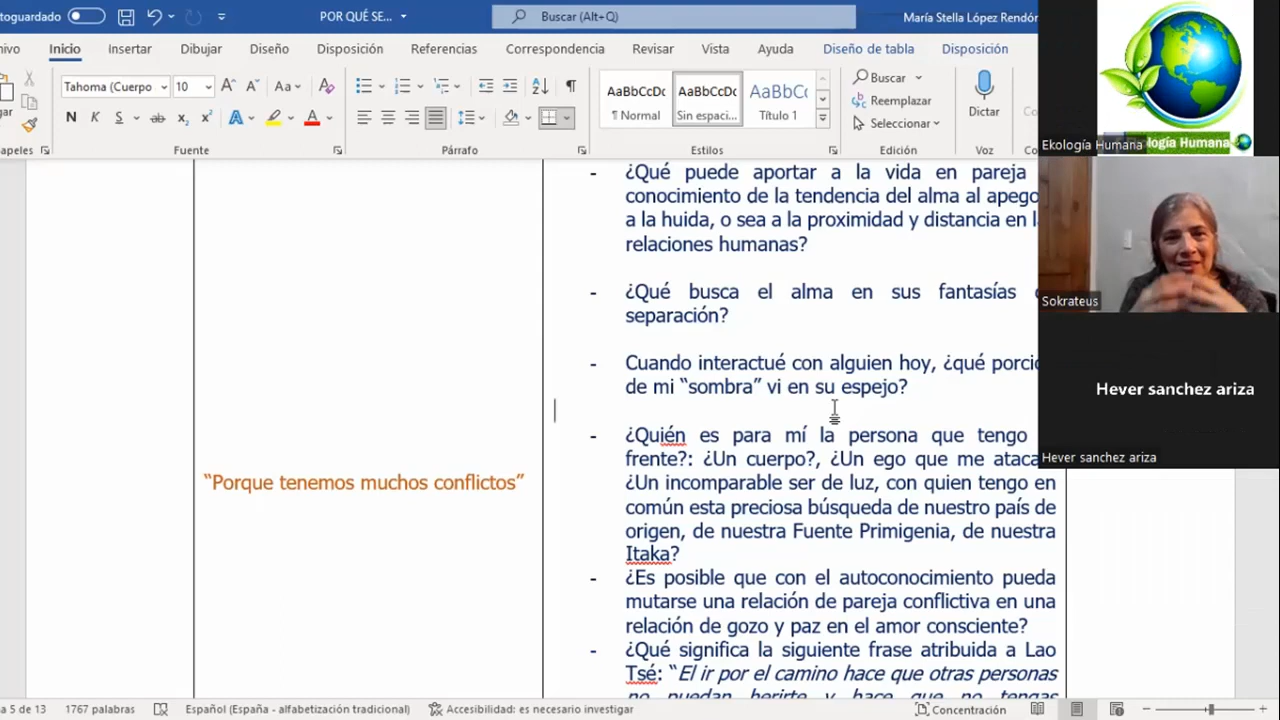 toguardado
POR QUÉ SE...
Buscar (Alt+Q)
María Stella López Rendón
Inicio Insertar Dibujar Diseño Disposición Referencias Correspondencia Revisar Vista Ayuda Diseño de tabla Disposición
Tahoma (Cuerpo 10
AaBbCcDc AaBbCcDc AaBbCc
¶ Normal Sin espaci... Título 1
Buscar
Reemplazar
Seleccionar
Dictar
Fuente Párrafo Estilos Edición Voz
Ekología Humana
Sokrateus
Hever sanchez ariza
Hever sanchez ariza
“Porque tenemos muchos conflictos”
- ¿Qué puede aportar a la vida en pareja
conocimiento de la tendencia del alma al apego
a la huida, o sea a la proximidad y distancia en
relaciones humanas?
- ¿Qué busca el alma en sus fantasías
separación?
- Cuando interactué con alguien hoy, ¿qué
de mi “sombra” vi en su espejo?
- ¿Quién es para mí la persona que tengo
frente?: ¿Un cuerpo?, ¿Un ego que me
¿Un incomparable ser de luz, con quien tengo en
común esta preciosa búsqueda de nuestro país de
origen, de nuestra Fuente Primigenia, de nuestra
Itaka?
- ¿Es posible que con el autoconocimiento pueda
mutarse una relación de pareja conflictiva en una
relación de gozo y paz en el amor consciente?
- ¿Qué significa la siguiente frase atribuida a Lao
Tsé: “El ir por el camino hace que otras personas
no puedan herirte y hace que no tengas
a 5 de 13 1767 palabras Español (España - alfabetización tradicional) Accesibilidad: es necesario investigar Concentración